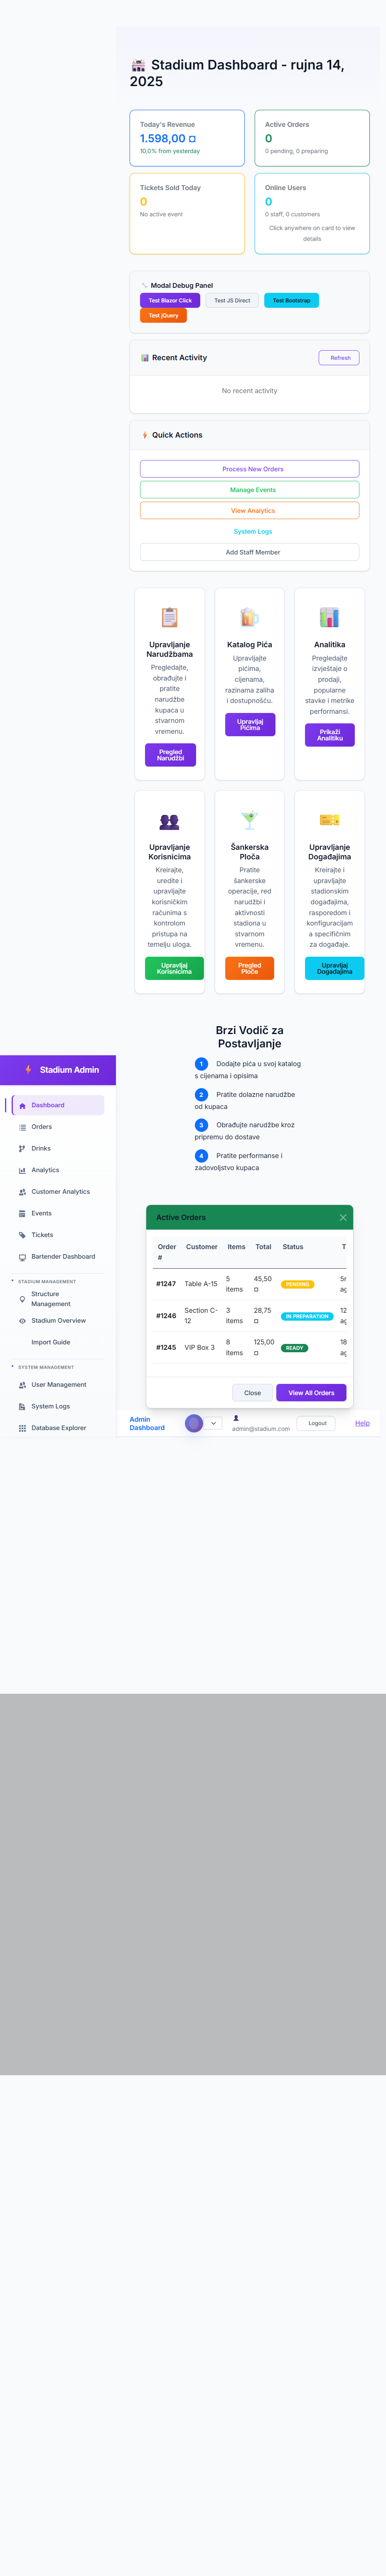 Stadium Dashboard - rujna 14,
2025
Today's Revenue
1.598,00 ¤
10,0% from yesterday
Active Orders
0
0 pending, 0 preparing
Tickets Sold Today
0
No active event
Online Users
0
0 staff, 0 customers
Click anywhere on card to view
details
Modal Debug Panel
Test Blazor Click
Test JS Direct
Test Bootstrap
Test jQuery
Recent Activity
Refresh
No recent activity
Quick Actions
Process New Orders
Manage Events
View Analytics
System Logs
Add Staff Member
Upravljanje
Narudžbama
Pregledajte,
obrađujte i
pratite
narudžbe
kupaca u
stvarnom
vremenu.
Pregled
Narudžbi
Katalog Pića
Upravljajte
pićima,
cijenama,
razinama zaliha
i dostupnošću.
Upravljaj
Pićima
Analitika
Pregledajte
izvještaje o
prodaji,
popularne
stavke i metrike
performansi.
Prikaži
Analitiku
Upravljanje
Korisnicima
Kreirajte,
uredite i
upravljajte
korisničkim
računima s
kontrolom
pristupa na
temelju uloga.
Upravljaj
Korisnicima
Šankerska
Ploča
Pratite
šankerske
operacije, red
narudžbi i
aktivnosti
stadiona u
stvarnom
vremenu.
Pregled
Ploče
Upravljanje
Događajima
Kreirajte i
upravljajte
stadionskim
događajima,
rasporedom i
konfiguracijam
a specifičnim
za događaje.
Upravljaj
Događajima
Brzi Vodič za
Postavljanje
1 Dodajte pića u svoj katalog
s cijenama i opisima
2 Pratite dolazne narudžbe
od kupaca
3 Obrađujte narudžbe kroz
pripremu do dostave
4 Pratite performanse i
zadovoljstvo kupaca
Stadium Admin
Dashboard
Orders
Drinks
Analytics
Customer Analytics
Events
Tickets
Bartender Dashboard
STADIUM MANAGEMENT
Structure
Management
Stadium Overview
Import Guide
SYSTEM MANAGEMENT
User Management
System Logs
Database Explorer
Active Orders
Order
#
Customer
Items
Total
Status
T
#1247
Table A-15
5
items
45,50
¤
PENDING
5m
ag
#1246
Section C-
12
3
items
28,75
¤
IN PREPARATION
12
ag
#1245
VIP Box 3
8
items
125,00
¤
READY
18
ag
Close
View All Orders
Admin
Dashboard
admin@stadium.com
Logout
Help